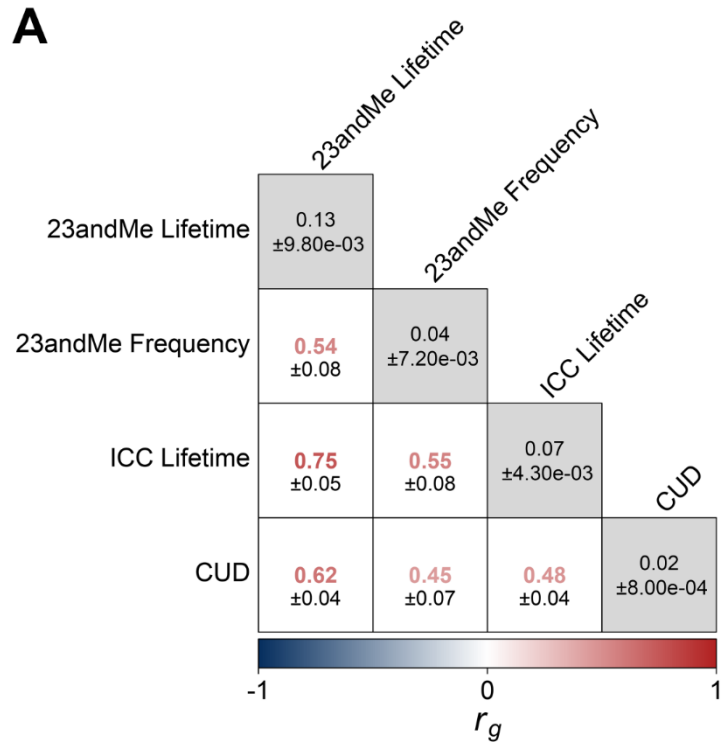 A
23andMe Lifetime
23andMe Frequency
ICC Lifetime
CUD
23andMe Lifetime
0.13
±9.80e-03
23andMe Frequency
0.54
±0.08
0.04
±7.20e-03
ICC Lifetime
0.75
±0.05
0.55
±0.08
0.07
±4.30e-03
CUD
0.62
±0.04
0.45
±0.07
0.48
±0.04
0.02
±8.00e-04
-1
0
1
r_g